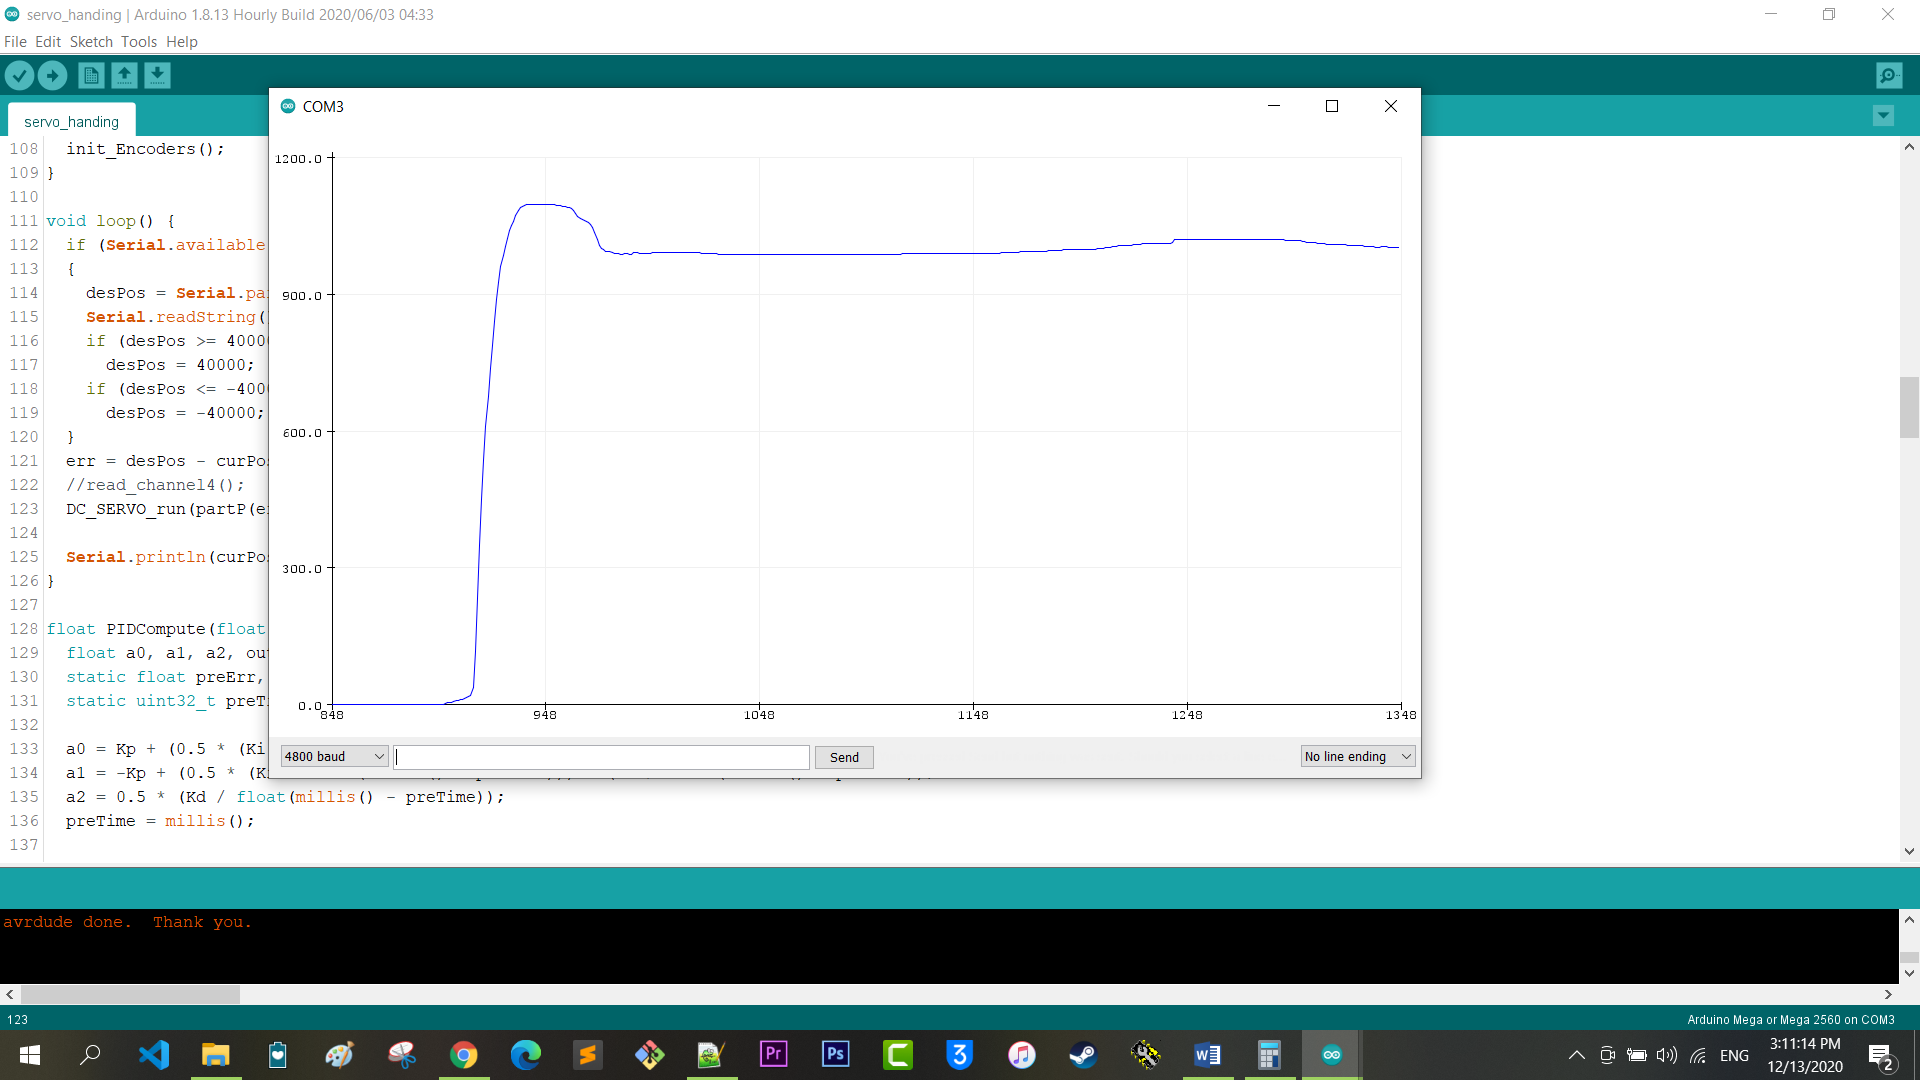 servo_handing | Arduino 1.8.13 Hourly Build 2020/06/03 04:33
File Edit Sketch Tools Help
servo_handing
108 init_Encoders();
109 }
110
111 void loop() {
112 if (Serial.available
113 {
114 desPos = Serial.pa
115 Serial.readString(
116 if (desPos >= 4000
117 desPos = 40000;
118 if (desPos <= -400
119 desPos = -40000;
120 }
121 err = desPos - curPo
122 //read_channel4();
123 DC_SERVO_run(partP(e
124
125 Serial.println(curPo
126 }
127
128 float PIDCompute(float
129 float a0, a1, a2, ou
130 static float preErr,
131 static uint32_t preT
132
133 a0 = Kp + (0.5 * (Ki
134 a1 = -Kp + (0.5 * (K
135 a2 = 0.5 * (Kd / float(millis() - preTime));
136 preTime = millis();
137
COM3
1200.0
900.0
600.0
300.0
0.0
848 948 1048 1148 1248 1348
4800 baud Send No line ending
avrdude done. Thank you.
123 Arduino Mega or Mega 2560 on COM3
Pr Ps 3 ENG 3:11:14 PM
12/13/2020 2